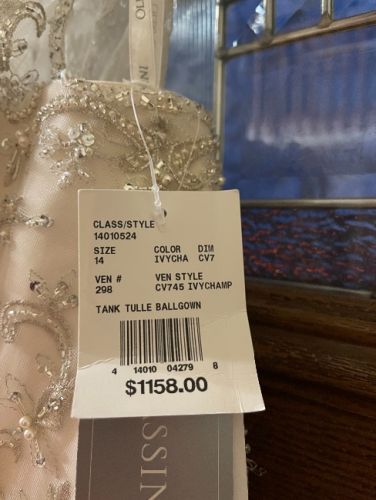 CLASS/STYLE
14010524
SIZE COLOR DIM
14 IVYCHA CV7
VEN # VEN STYLE
298 CV745 IVYCHAMP
TANK TULLE BALLGOWN
4 14010 04279 8
$1158.00